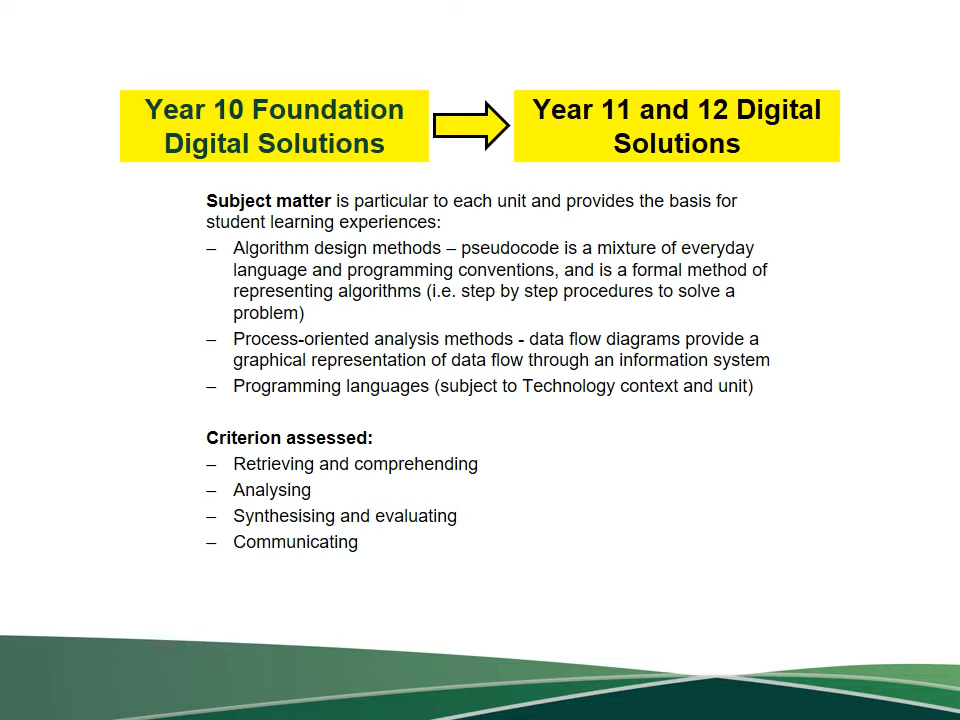 Year 10 Foundation
Digital Solutions
Year 11 and 12 Digital
Solutions
Subject matter is particular to each unit and provides the basis for
student learning experiences:
– Algorithm design methods – pseudocode is a mixture of everyday
language and programming conventions, and is a formal method of
representing algorithms (i.e. step by step procedures to solve a
problem)
– Process-oriented analysis methods - data flow diagrams provide a
graphical representation of data flow through an information system
– Programming languages (subject to Technology context and unit)
Criterion assessed:
– Retrieving and comprehending
– Analysing
– Synthesising and evaluating
– Communicating